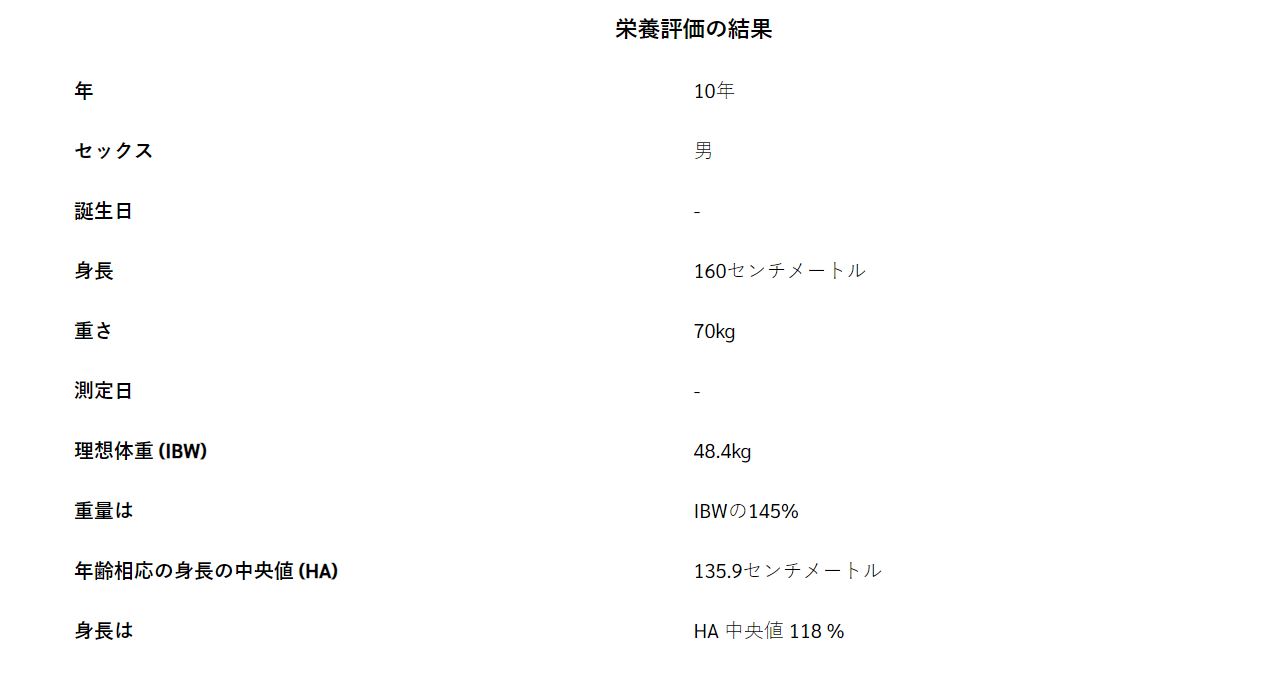 栄養評価の結果
年 10年
セックス 男
誕生日 -
身長 160センチメートル
重さ 70kg
測定日 -
理想体重 (IBW) 48.4kg
重量は IBWの145%
年齢相応の身長の中央値 (HA) 135.9センチメートル
身長は HA 中央値 118 %